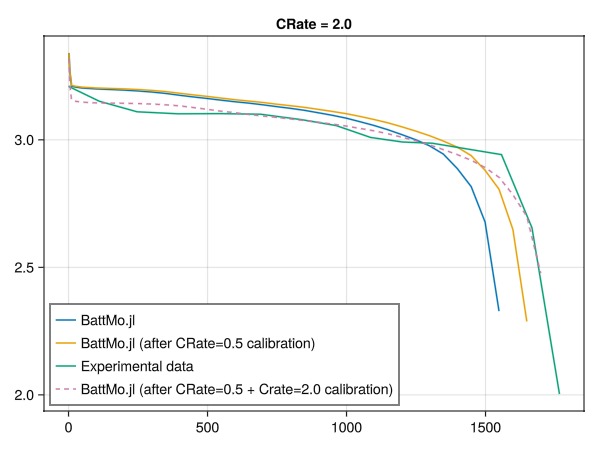 CRate = 2.0
3.0
2.5
2.0
BattMo.jl
BattMo.jl (after CRate=0.5 calibration)
Experimental data
BattMo.jl (after CRate=0.5 + Crate=2.0 calibration)
0 500 1000 1500